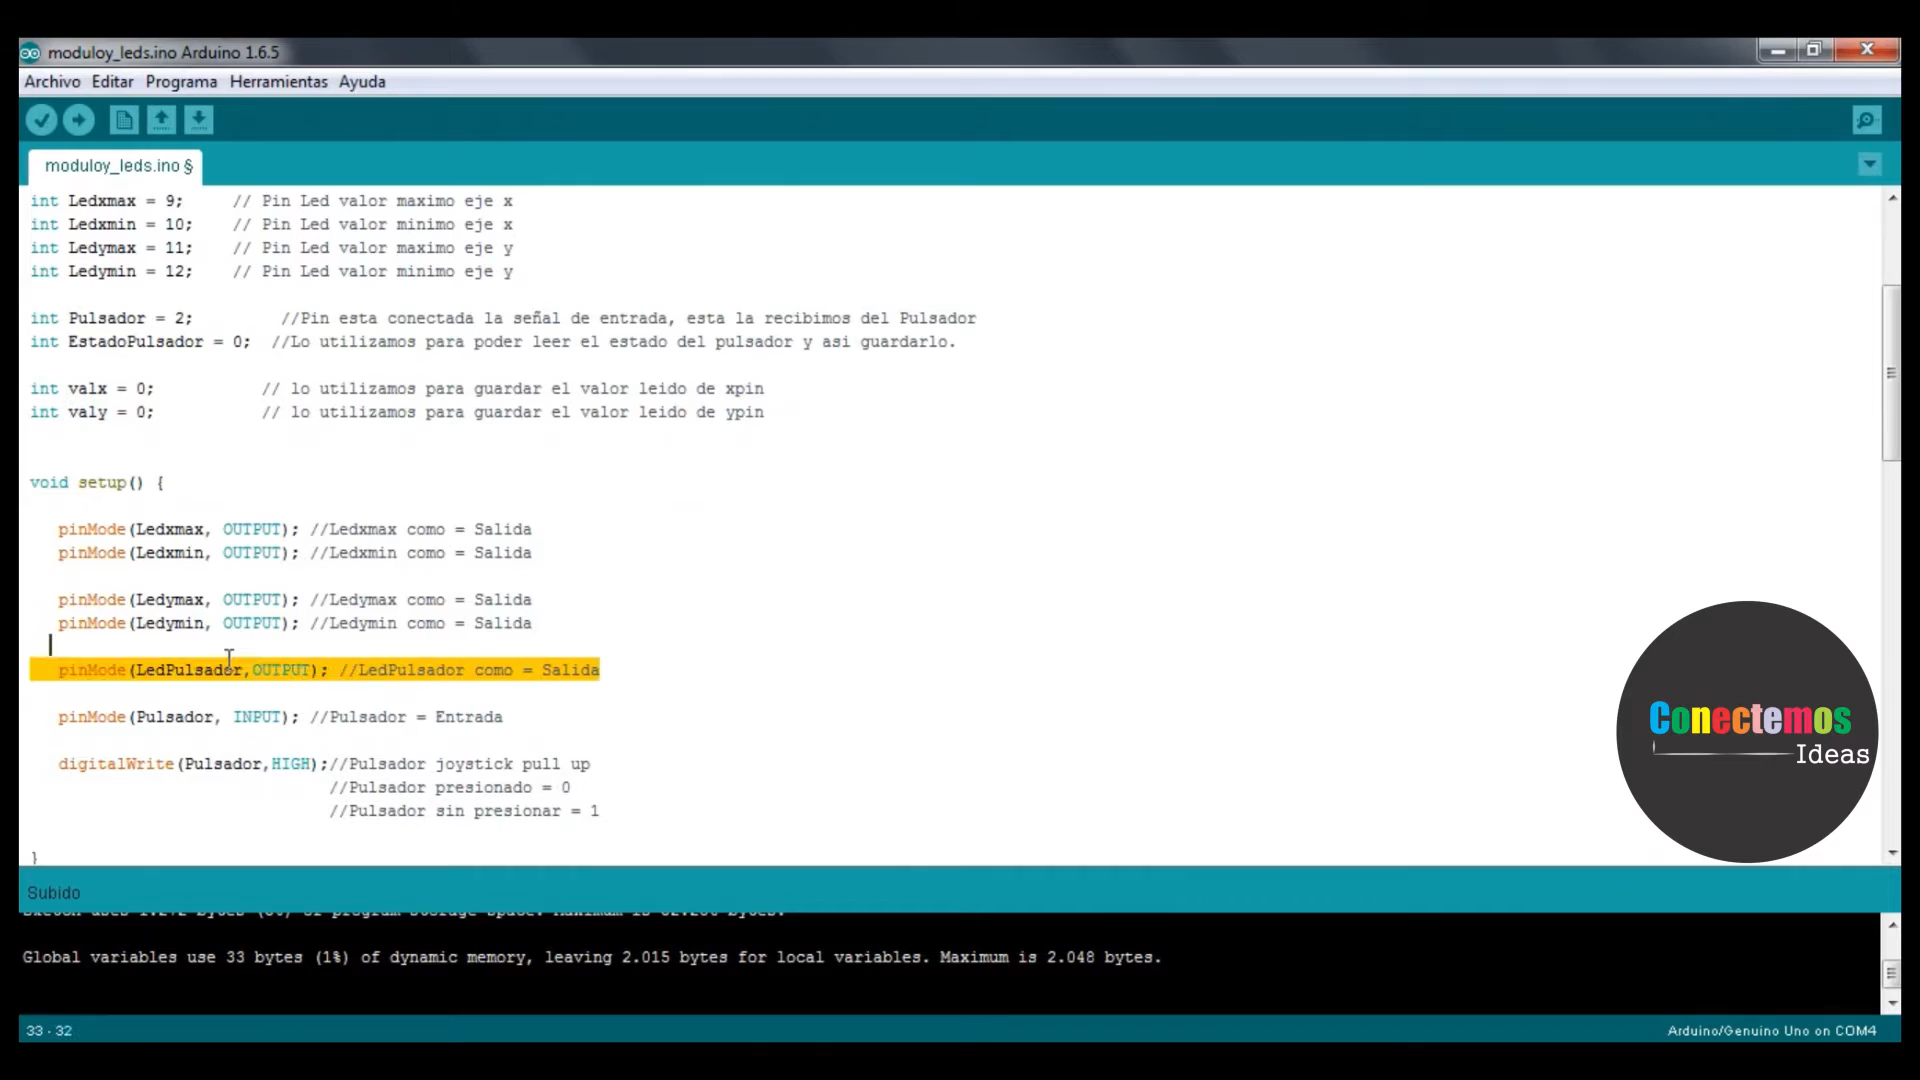 moduloy_leds.ino Arduino 1.6.5
Archivo Editar Programa Herramientas Ayuda
moduloy_leds.ino §
int Ledxmax = 9; // Pin Led valor maximo eje x
int Ledxmin = 10; // Pin Led valor minimo eje x
int Ledymax = 11; // Pin Led valor maximo eje y
int Ledymin = 12; // Pin Led valor minimo eje y
int Pulsador = 2; //Pin esta conectada la señal de entrada, esta la recibimos del Pulsador
int EstadoPulsador = 0; //Lo utilizamos para poder leer el estado del pulsador y asi guardarlo.
int valx = 0; // lo utilizamos para guardar el valor leido de xpin
int valy = 0; // lo utilizamos para guardar el valor leido de ypin
void setup() {
pinMode(Ledxmax, OUTPUT); //Ledxmax como = Salida
pinMode(Ledxmin, OUTPUT); //Ledxmin como = Salida
pinMode(Ledymax, OUTPUT); //Ledymax como = Salida
pinMode(Ledymin, OUTPUT); //Ledymin como = Salida
pinMode(LedPulsador,OUTPUT); //LedPulsador como = Salida
pinMode(Pulsador, INPUT); //Pulsador = Entrada
digitalWrite(Pulsador,HIGH);//Pulsador joystick pull up
//Pulsador presionado = 0
//Pulsador sin presionar = 1
}
Conectemos
Ideas
Subido
Global variables use 33 bytes (1%) of dynamic memory, leaving 2.015 bytes for local variables. Maximum is 2.048 bytes.
33 - 32
Arduino/Genuino Uno on COM4